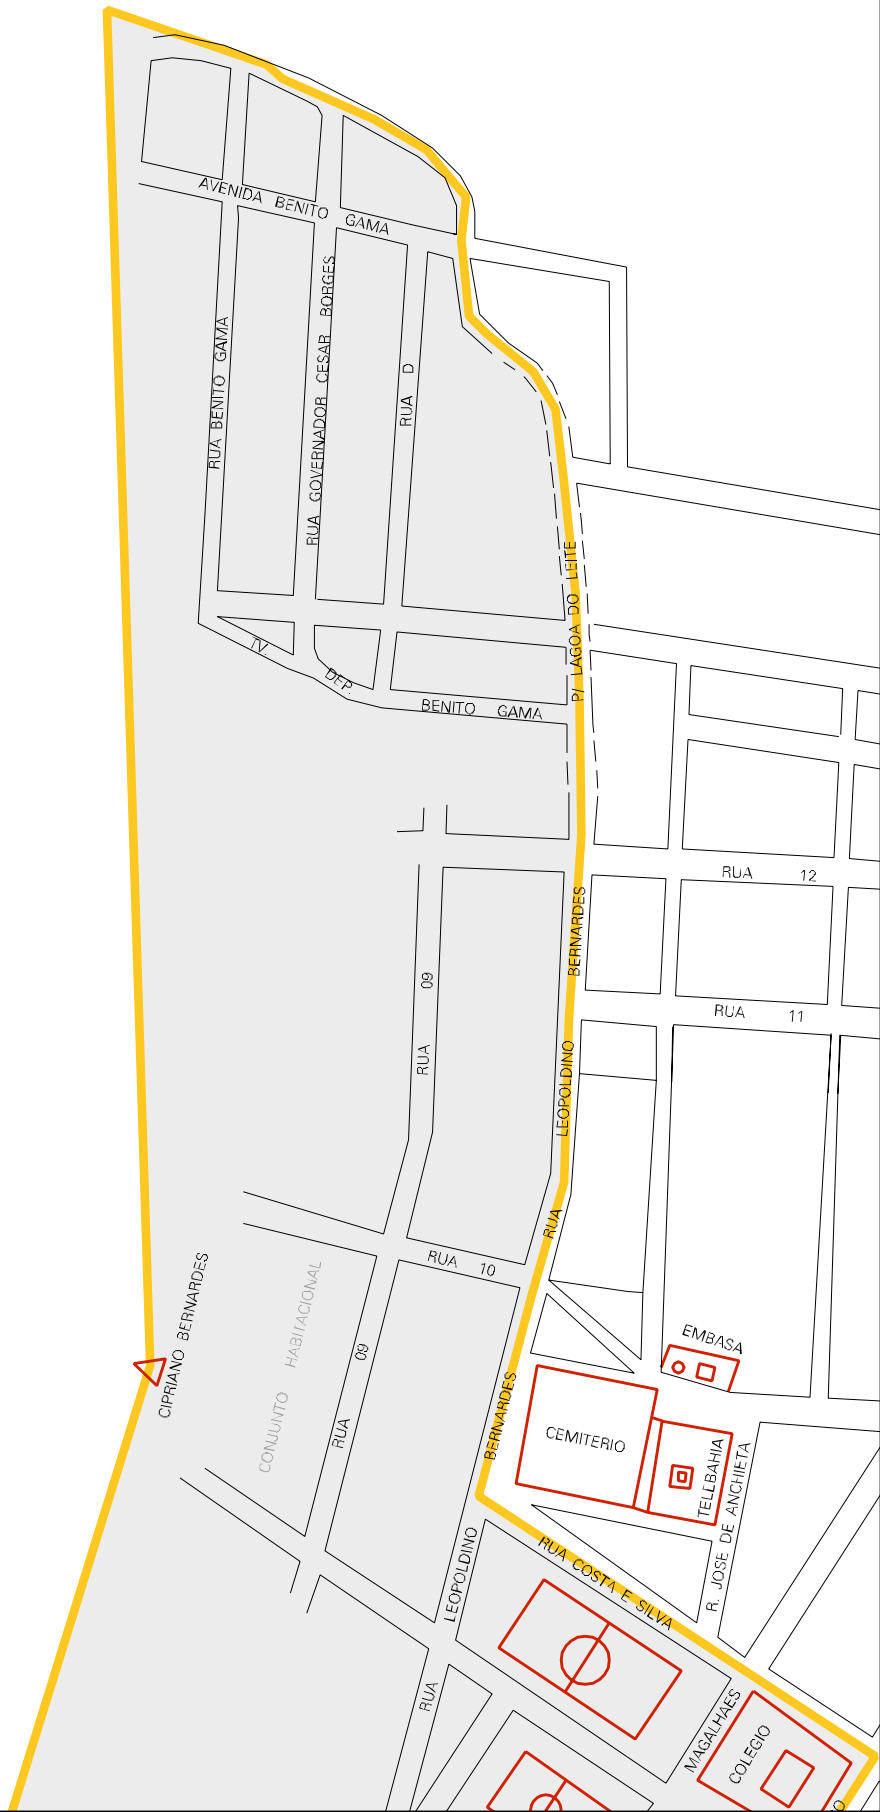 AVENIDA BENITO GAMA
RUA BENITO GAMA
RUA GOVERNADOR CESAR BORGES
RUA D
P/ LAGOA DO LEITE
TV. DEP. BENITO GAMA
RUA 12
RUA LEOPOLDINO BERNARDES
RUA 09
RUA 11
RUA 10
CIPRIANO BERNARDES
CONJUNTO HABITACIONAL
RUA 09
EMBASA
CEMITERIO
TELLBAHIA
R. JOSE DE ANCHIETA
RUA LEOPOLDINO BERNARDES
RUA COSTA E SILVA
MAGALHAES
COLEGIO